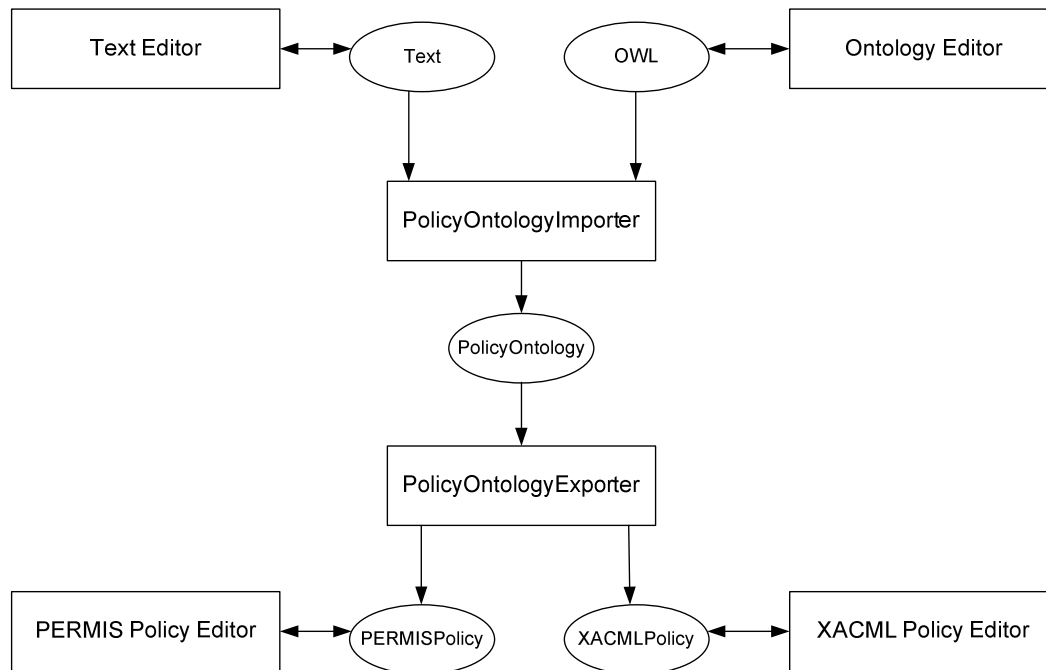 Text Editor
Text
OWL
Ontology Editor
PolicyOntologyImporter
PolicyOntology
PolicyOntologyExporter
PERMIS Policy Editor
PERMISPolicy
XACMLPolicy
XACML Policy Editor